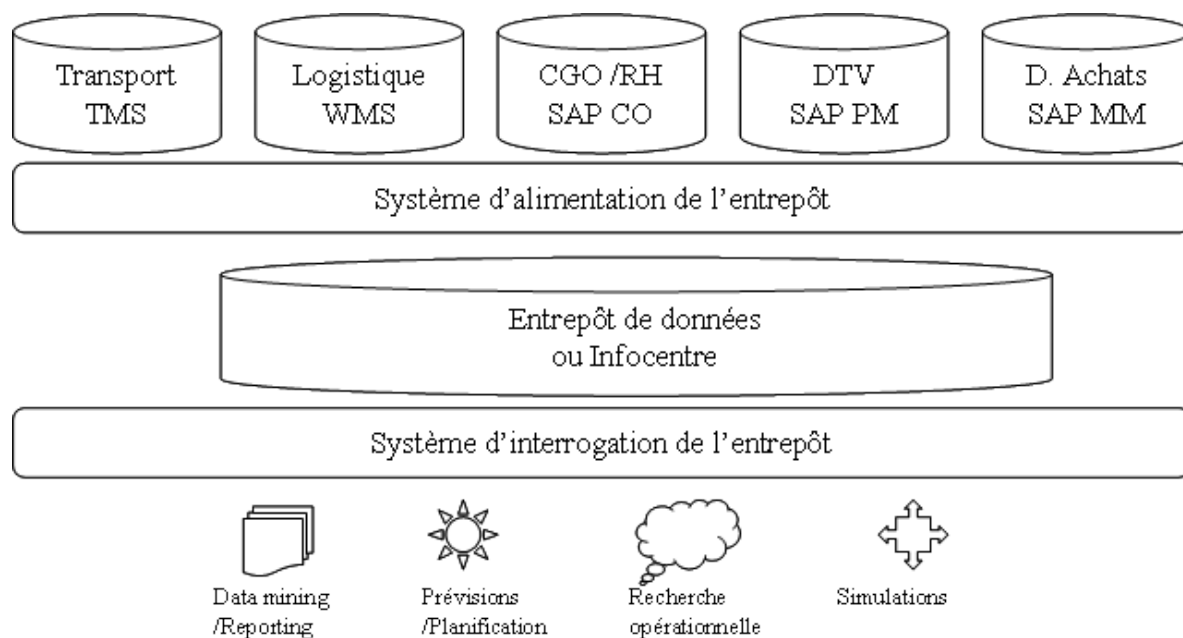 Transport
TMS
Logistique
WMS
CGO /RH
SAP CO
DTV
SAP PM
D. Achats
SAP MM
Système d'alimentation de l'entrepôt
Entrepôt de données
ou Infocentre
Système d'interrogation de l'entrepôt
Data mining
/Reporting
Prévisions
/Planification
Recherche
opérationnelle
Simulations